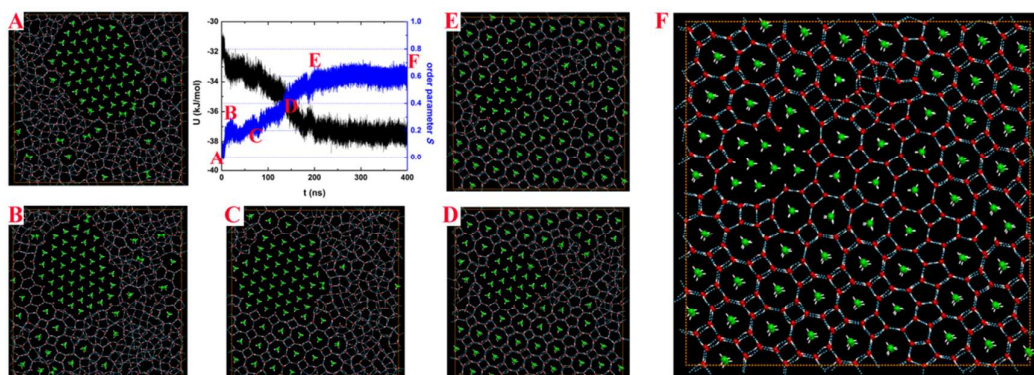 A
-30
-32
-34
-36
-38
-40
U (kJ/mol)
0
100
200
300
400
t (ns)
1.0
0.8
0.6
0.4
0.2
0.0
order parameter S
A
B
C
D
E
F
E
F
B
C
D